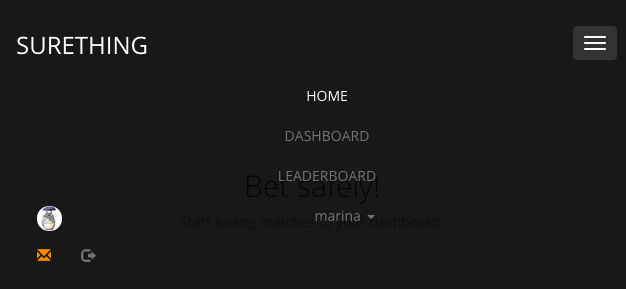 SURETHING
HOME
DASHBOARD
LEADERBOARD
Bet safely!
marina
Start saving matches to your dashboard